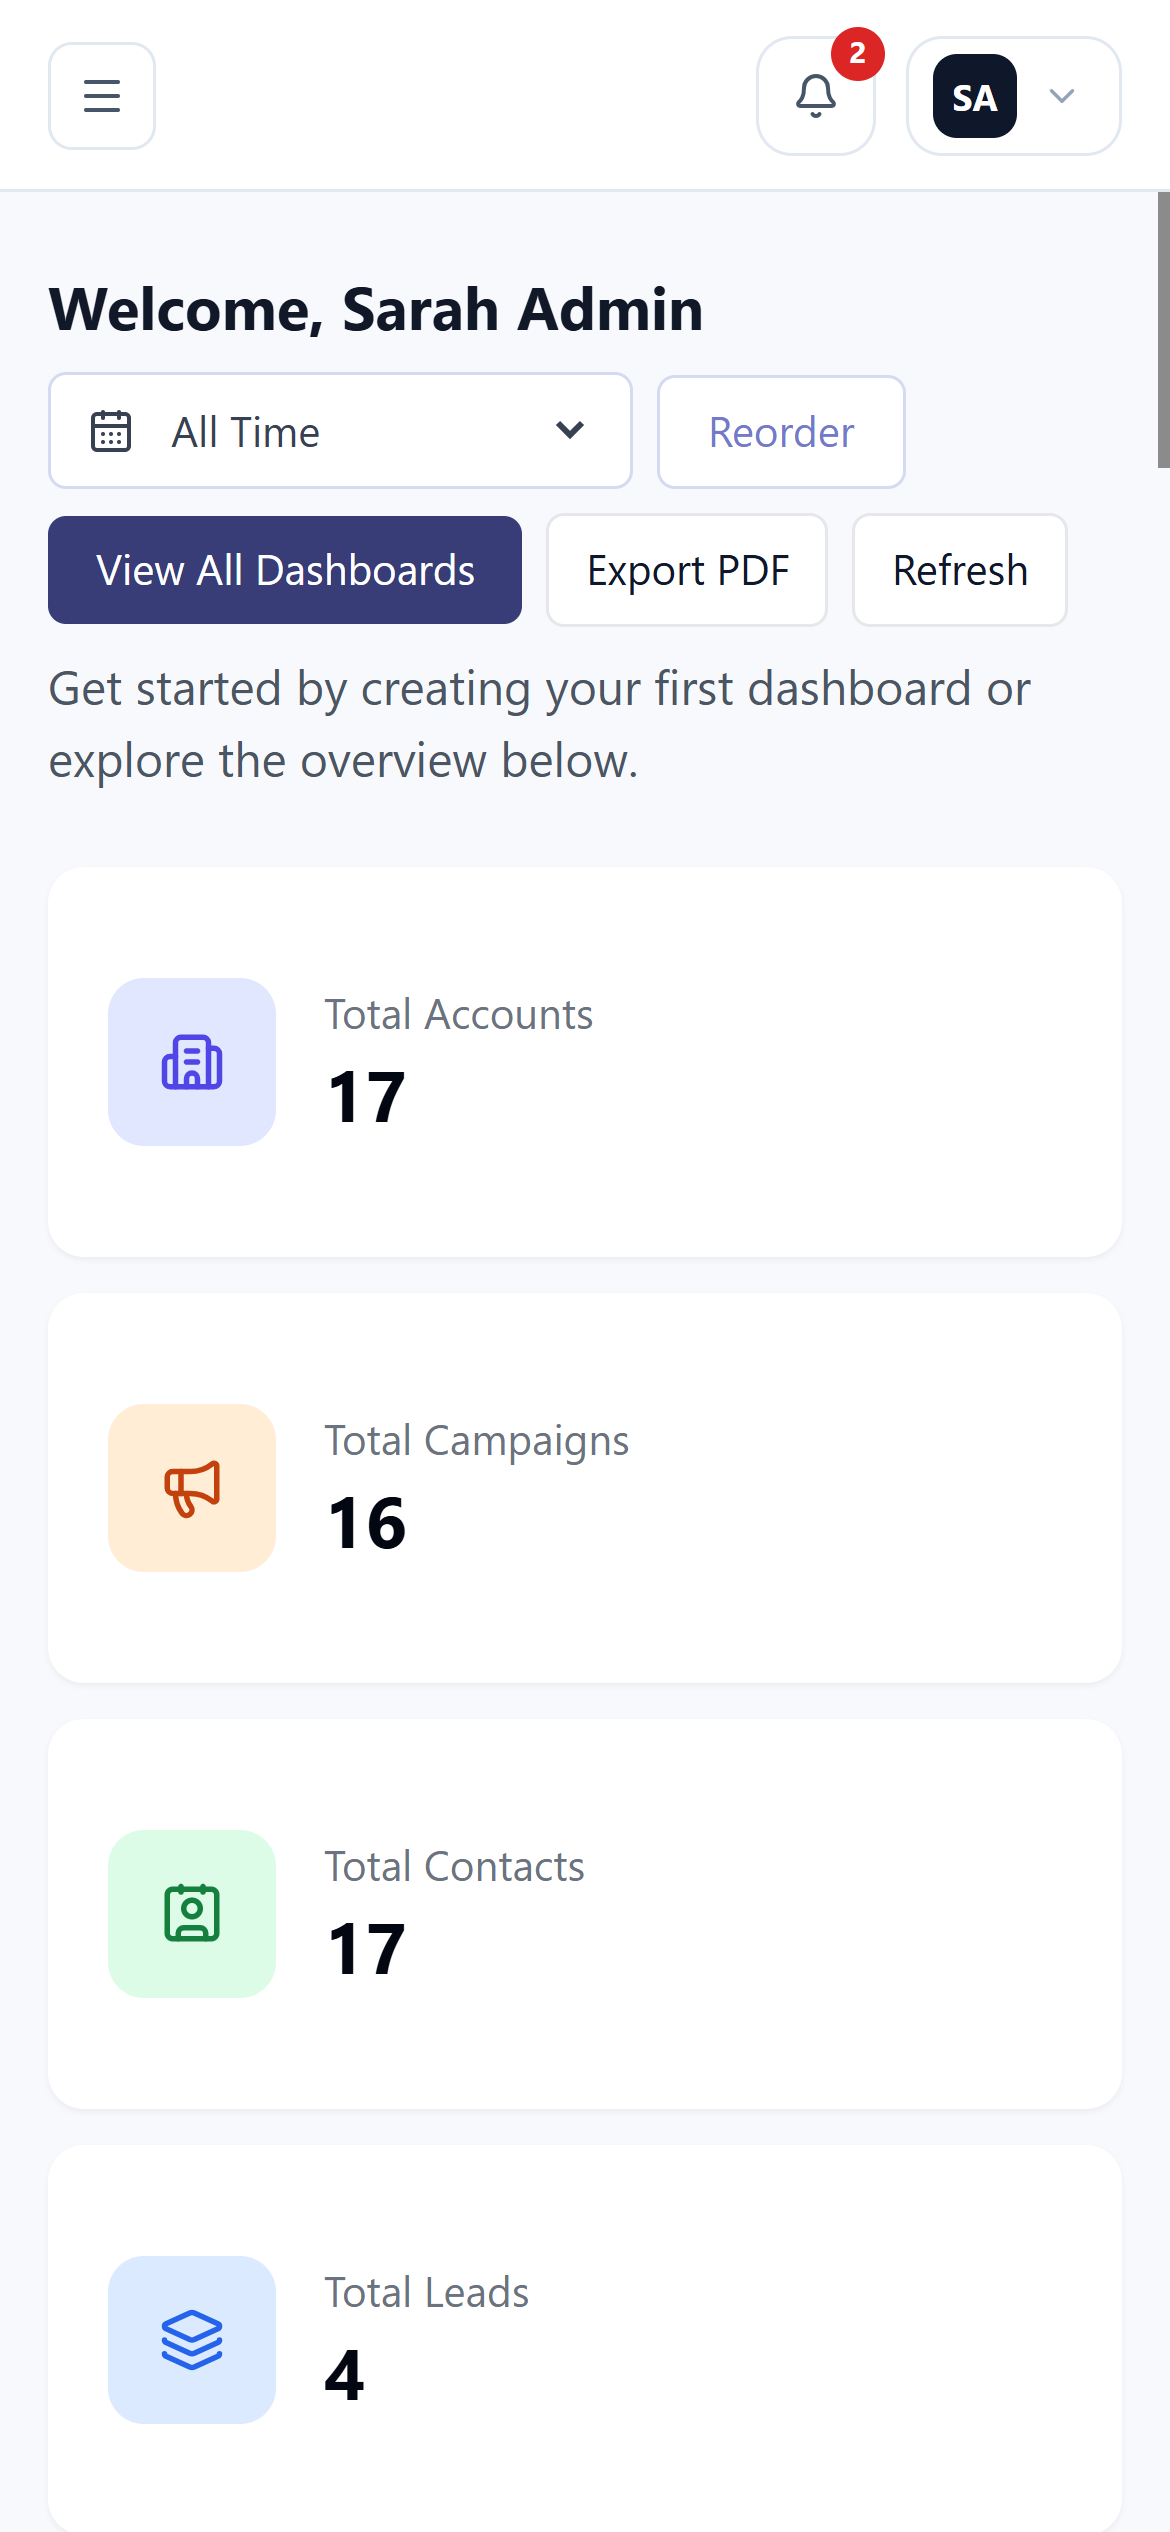 2
SA
Welcome, Sarah Admin
All Time
Reorder
View All Dashboards
Export PDF
Refresh
Get started by creating your first dashboard or
explore the overview below.
Total Accounts
17
Total Campaigns
16
Total Contacts
17
Total Leads
4